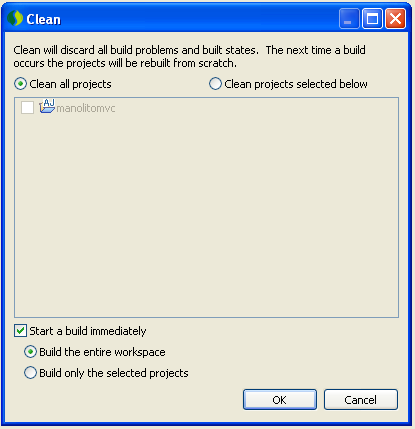 Clean
Clean will discard all build problems and built states. The next time a build
occurs the projects will be rebuilt from scratch.
Clean all projects Clean projects selected below
AJ manolitomvc
Start a build immediately
Build the entire workspace
Build only the selected projects
OK Cancel